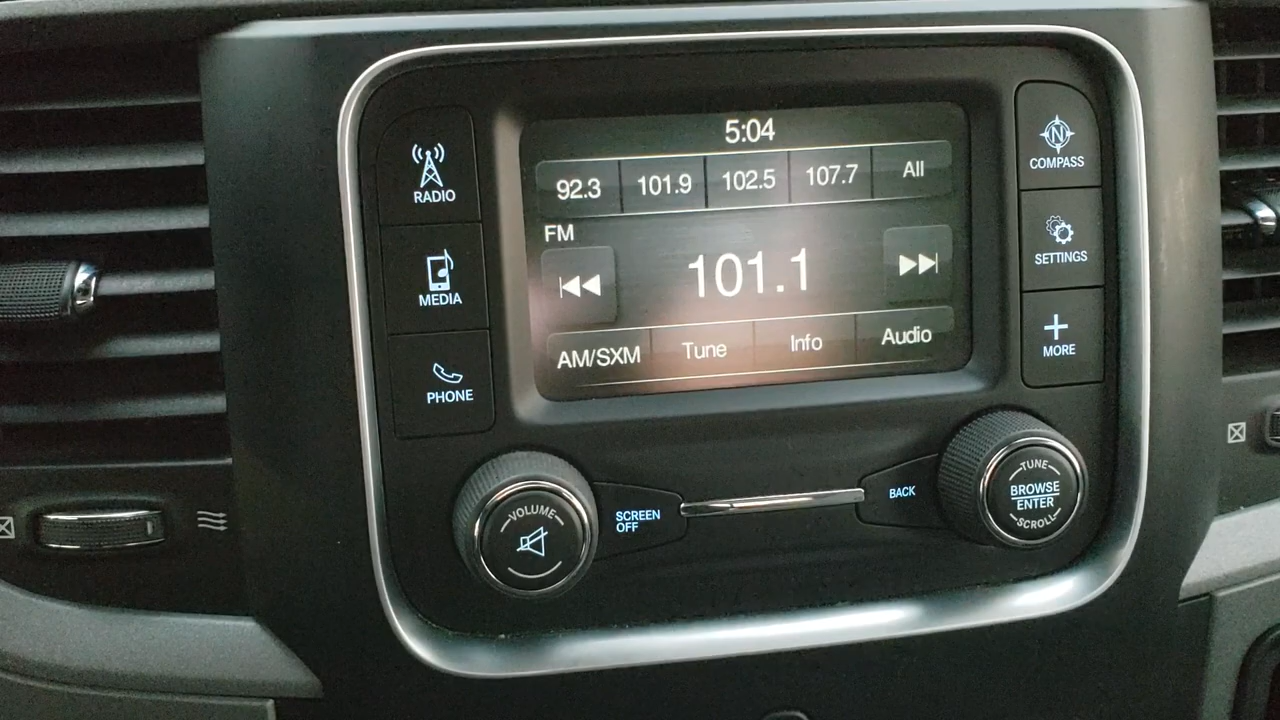 5:04
92.3 101.9 102.5 107.7 All
FM
101.1
AM/SXM Tune Info Audio
RADIO
MEDIA
PHONE
N
COMPASS
SETTINGS
MORE
VOLUME
SCREEN
OFF
BACK
TUNE
BROWSE
ENTER
SCROLL